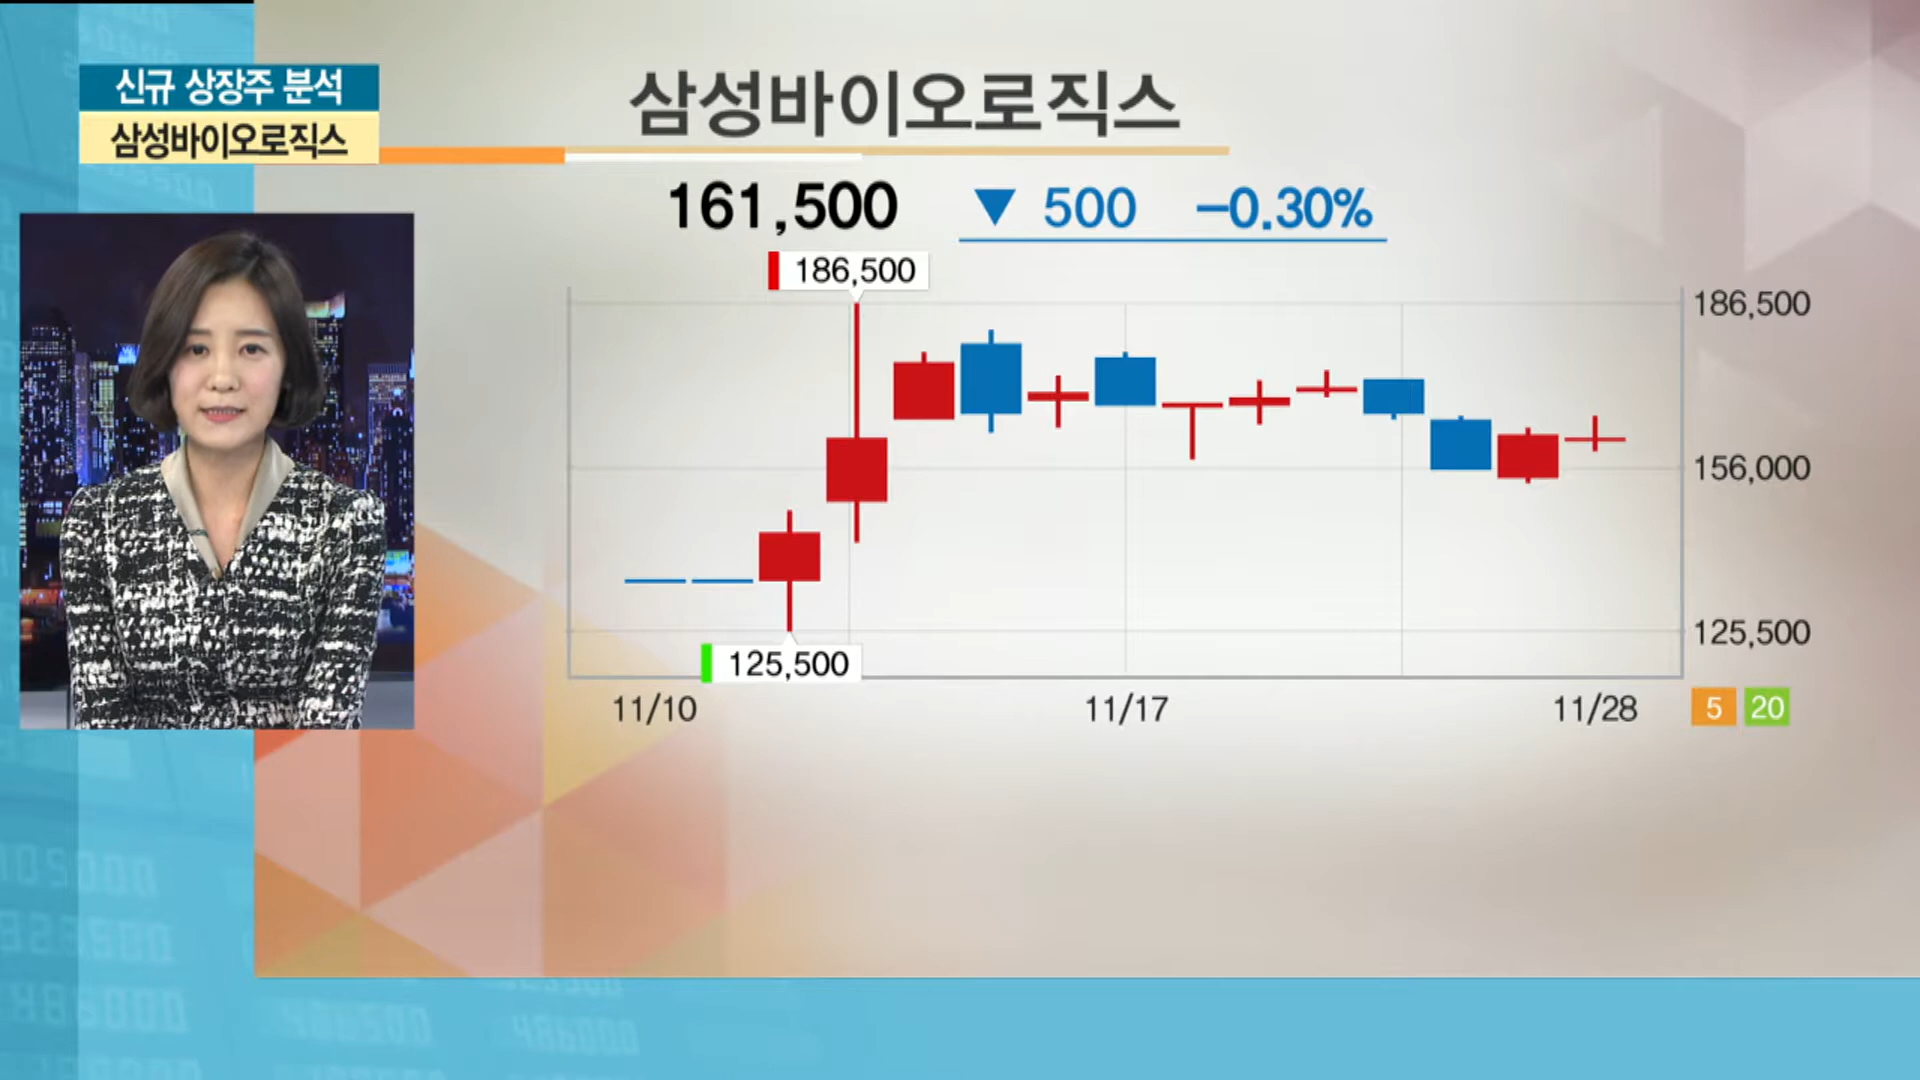 신규 상장주 분석
삼성바이오로직스
삼성바이오로직스
161,500 ▼ 500 -0.30%
186,500
186,500
156,000
125,500
125,500
11/10 11/17 11/28 5 20